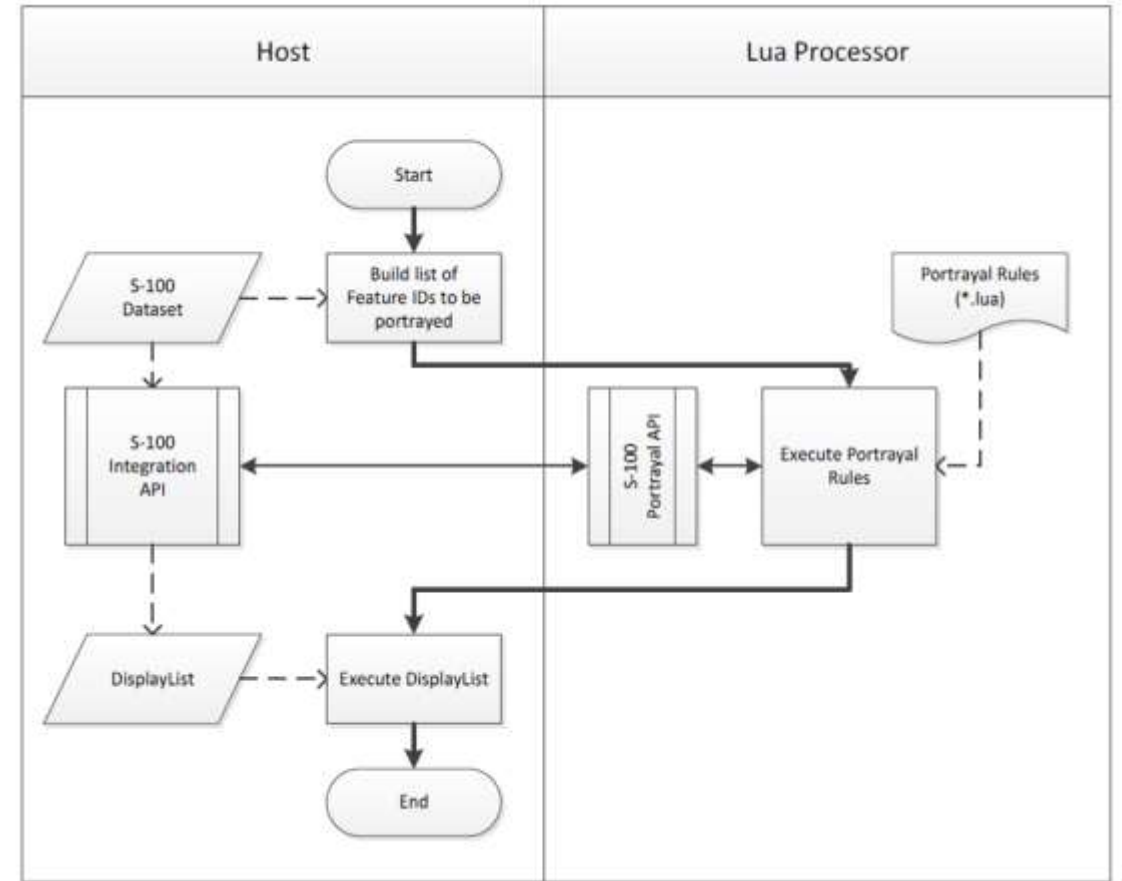 Host
Lua Processor
Start
S-100
Dataset
Build list of
Feature IDs to be
portrayed
Portrayal Rules
(*.lua)
S-100
Integration
API
S-100
Portrayal API
Execute Portrayal
Rules
DisplayList
Execute DisplayList
End